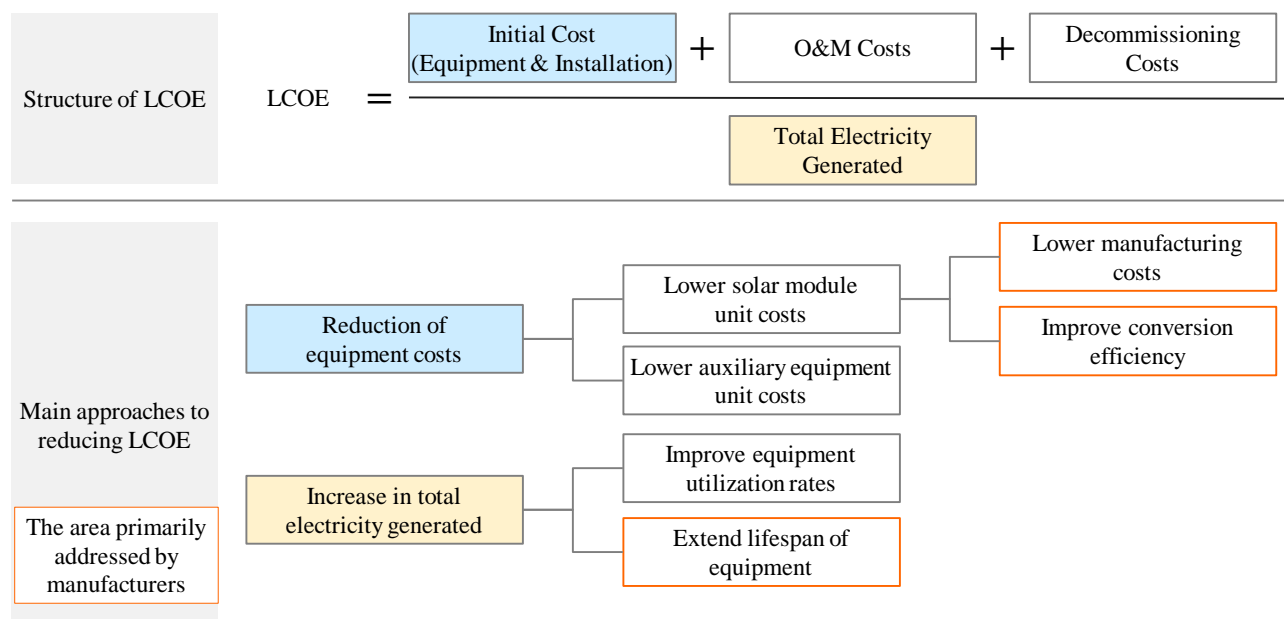 Structure of LCOE
LCOE
=
Initial Cost
(Equipment & Installation)
+
O&M Costs
+
Decommissioning
Costs
Total Electricity
Generated
Main approaches to
reducing LCOE
The area primarily
addressed by
manufacturers
Reduction of
equipment costs
Lower solar module
unit costs
Lower manufacturing
costs
Improve conversion
efficiency
Lower auxiliary equipment
unit costs
Increase in total
electricity generated
Improve equipment
utilization rates
Extend lifespan of
equipment